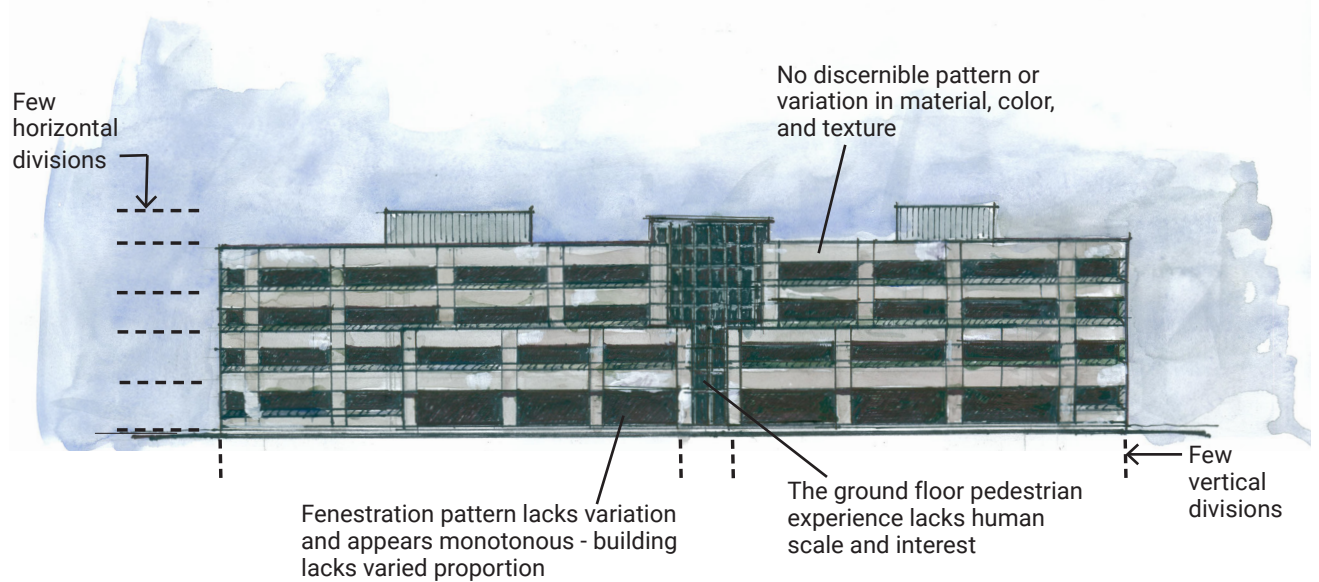 Few
horizontal
divisions
No discernible pattern or
variation in material, color,
and texture
Fenestration pattern lacks variation
and appears monotonous - building
lacks varied proportion
The ground floor pedestrian
experience lacks human
scale and interest
Few
vertical
divisions